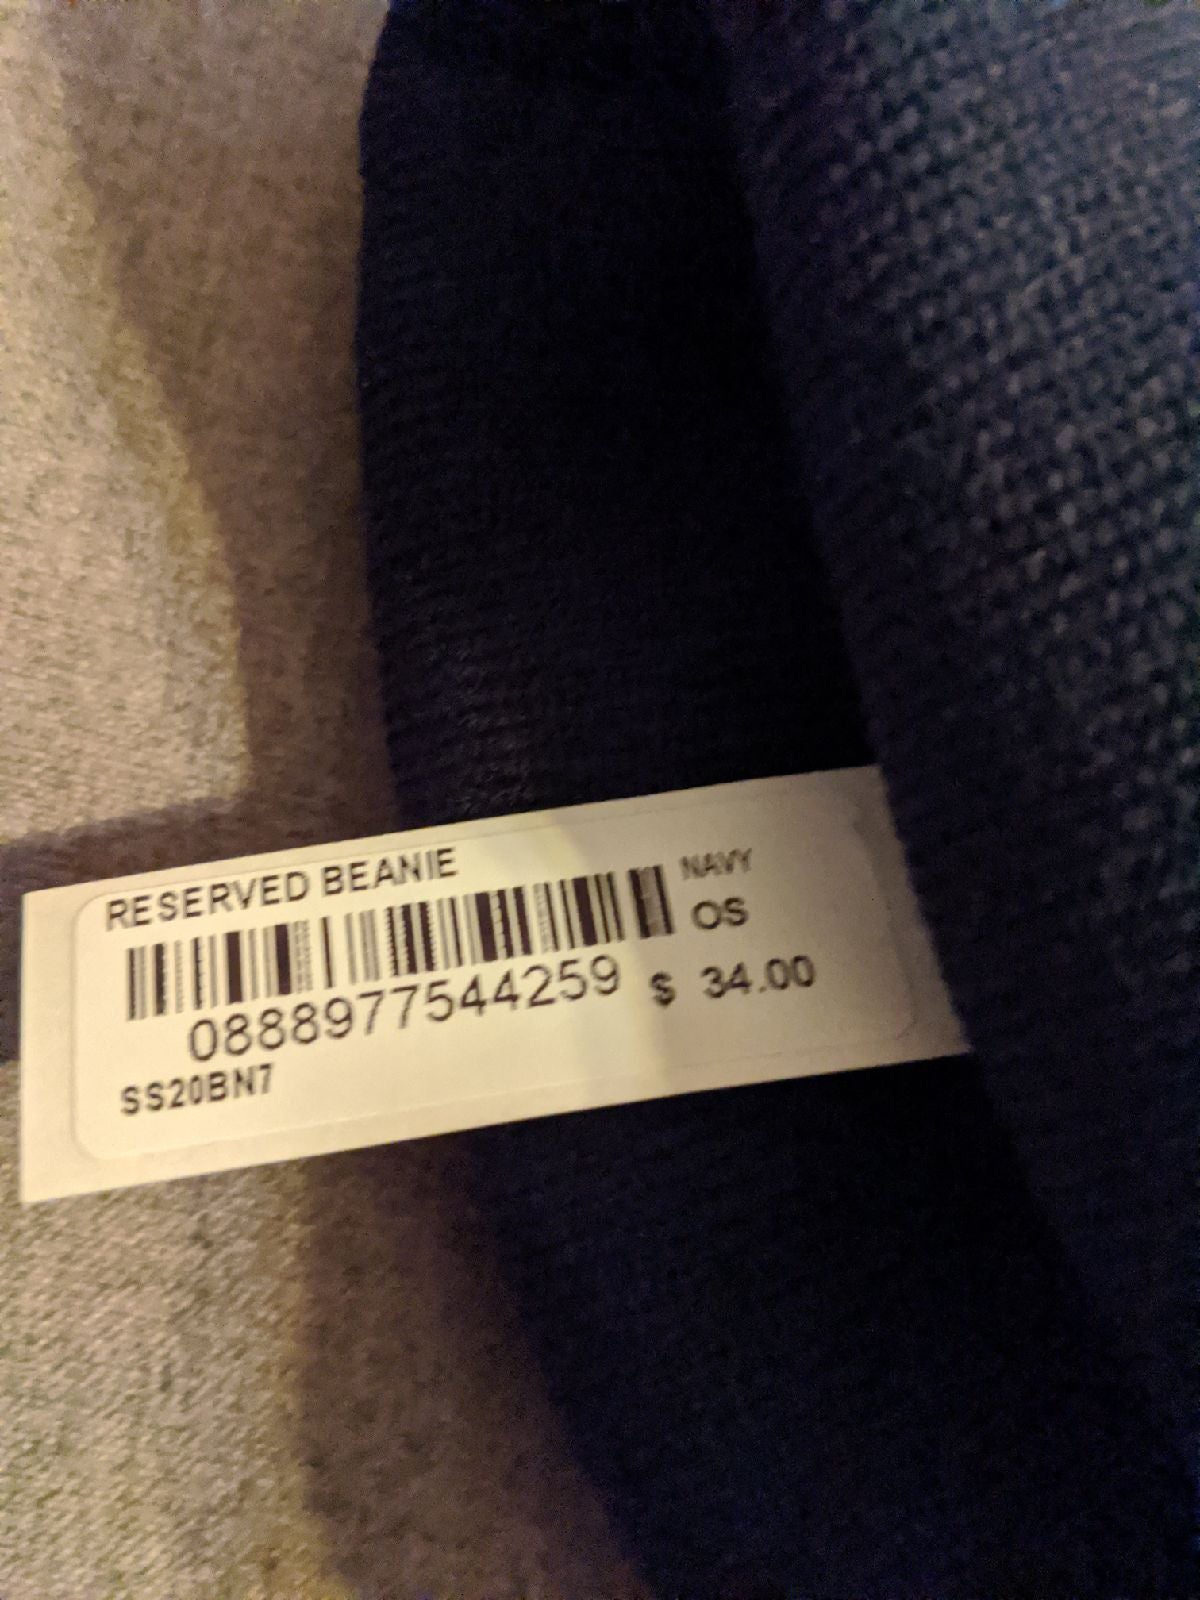 RESERVED BEANIE
NAVY
OS
0888977544259 $ 34.00
SS20BN7